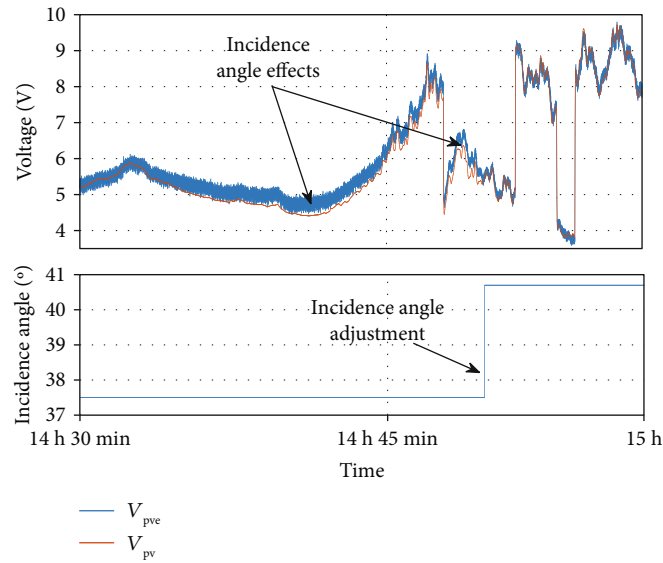 10
9
8
7
6
5
4
Voltage (V)
Incidence
angle effects
41
40
39
38
37
Incidence angle (º)
Incidence angle
adjustment
14 h 30 min
14 h 45 min
15 h
Time
Vpve
Vpv